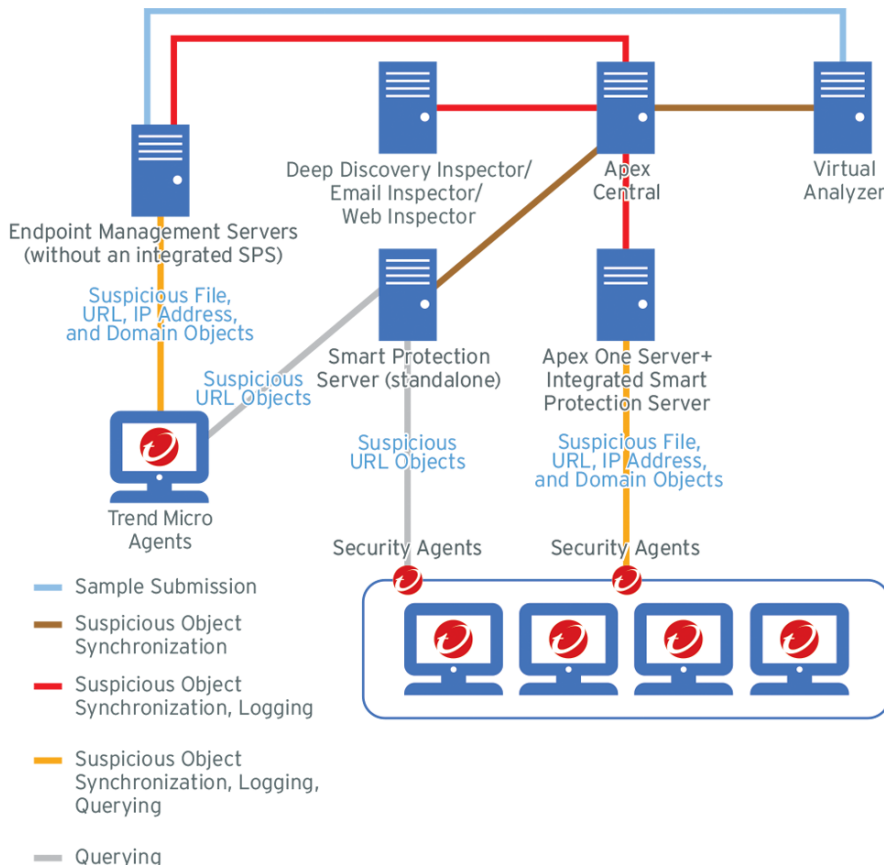 Deep Discovery Inspector/
Email Inspector/
Web Inspector
Apex
Central
Virtual
Analyzer
Endpoint Management Servers
(without an integrated SPS)
Suspicious File,
URL, IP Address,
and Domain Objects
Suspicious
URL Objects
Smart Protection
Server (standalone)
Apex One Server+
Integrated Smart
Protection Server
Suspicious
URL Objects
Suspicious File,
URL, IP Address,
and Domain Objects
Trend Micro
Agents
Security Agents
Security Agents
Sample Submission
Suspicious Object
Synchronization
Suspicious Object
Synchronization, Logging
Suspicious Object
Synchronization, Logging,
Querying
Querying